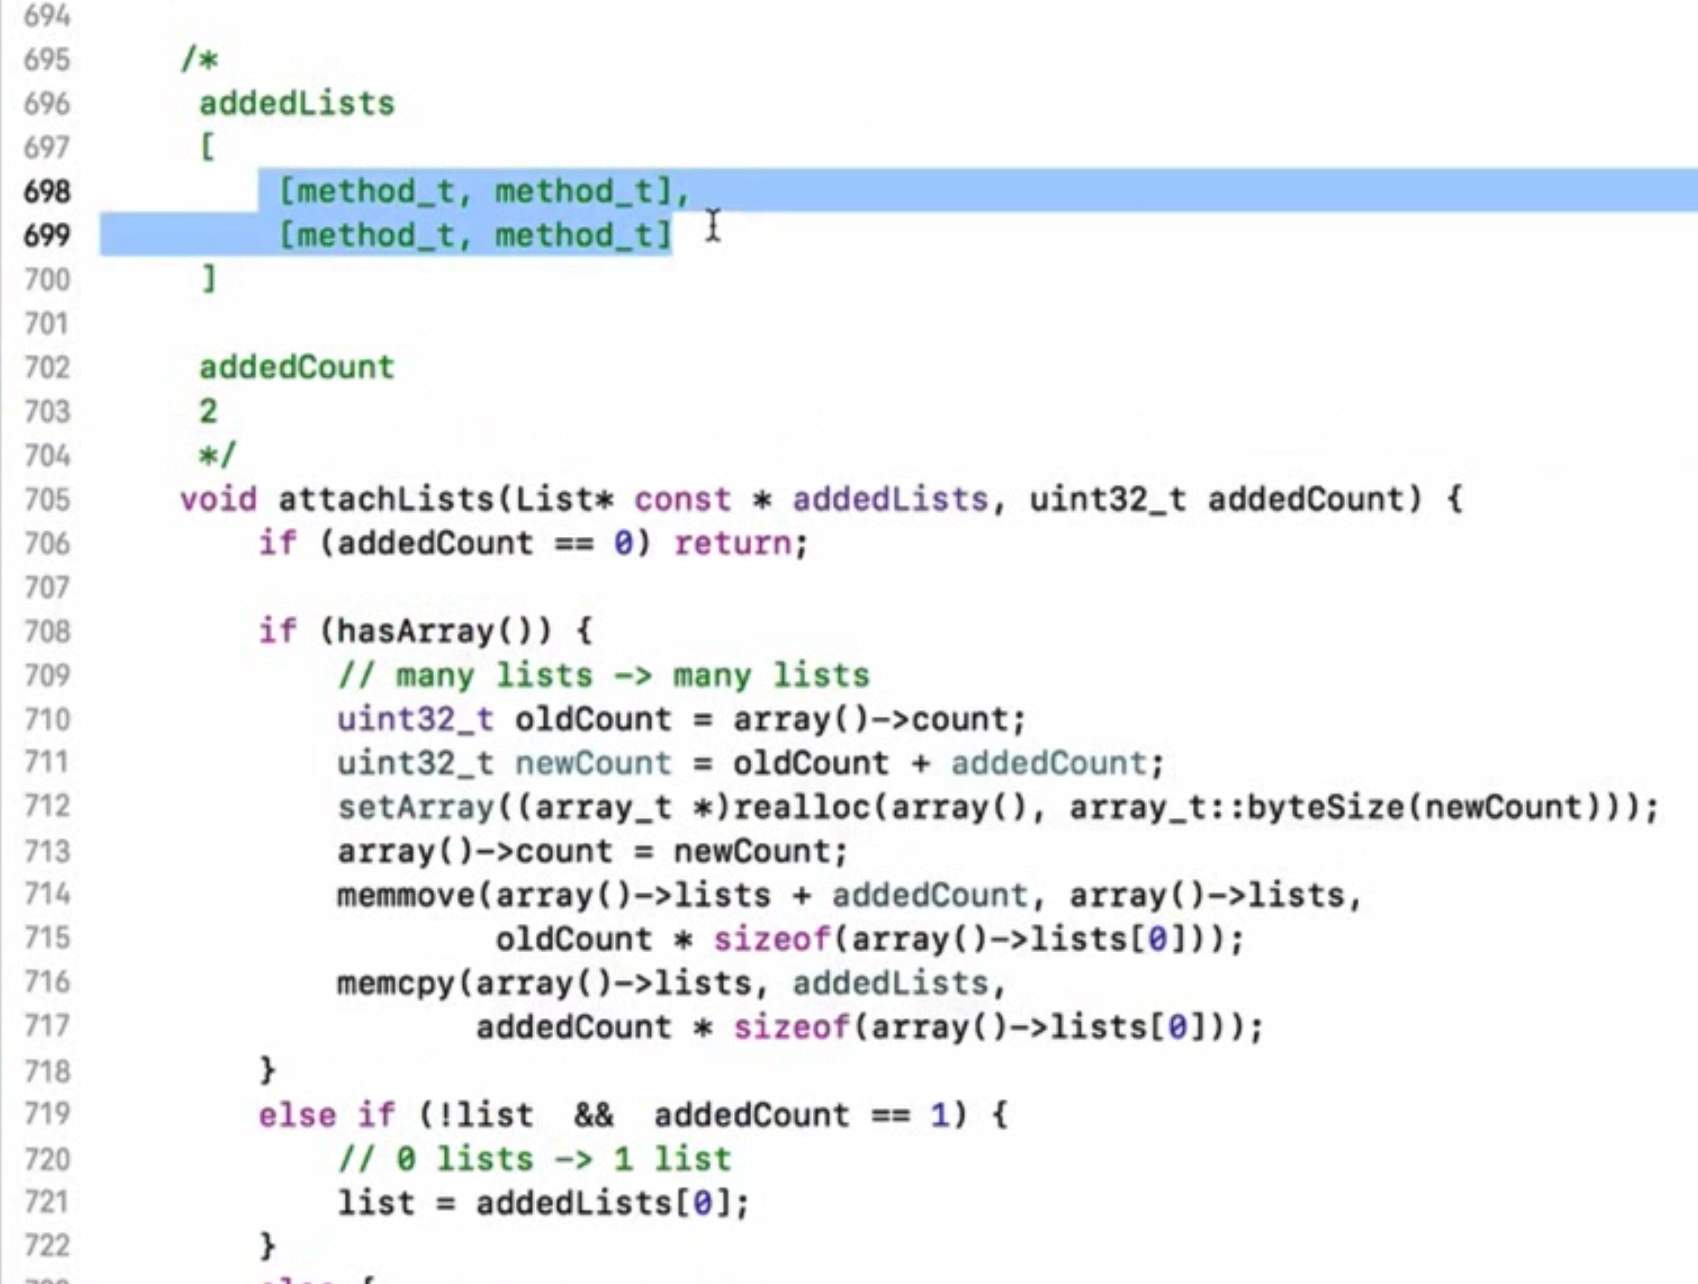 694
695 /*
696 addedLists
697 [
698 [method_t, method_t],
699 [method_t, method_t]
700 ]
701
702 addedCount
703 2
704 */
705 void attachLists(List* const * addedLists, uint32_t addedCount) {
706 if (addedCount == 0) return;
707
708 if (hasArray()) {
709 // many lists -> many lists
710 uint32_t oldCount = array()->count;
711 uint32_t newCount = oldCount + addedCount;
712 setArray((array_t *)realloc(array(), array_t::byteSize(newCount)));
713 array()->count = newCount;
714 memmove(array()->lists + addedCount, array()->lists,
715 oldCount * sizeof(array()->lists[0]));
716 memcpy(array()->lists, addedLists,
717 addedCount * sizeof(array()->lists[0]));
718 }
719 else if (!list && addedCount == 1) {
720 // 0 lists -> 1 list
721 list = addedLists[0];
722 }
else {